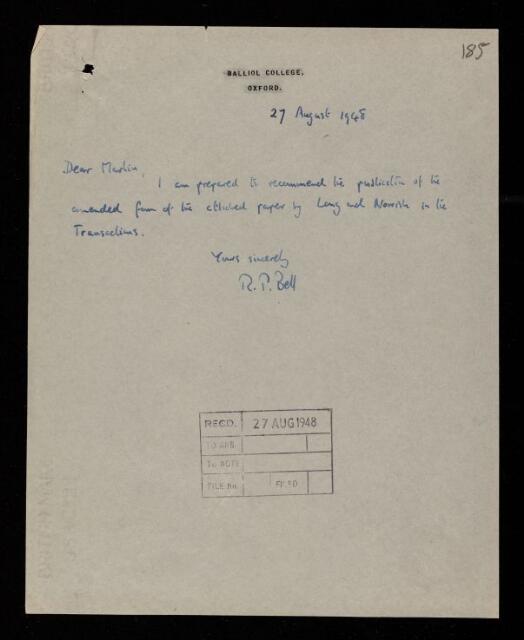 185
BALLIOL COLLEGE,
OXFORD.
27 August 1948
Dear Martin,
I am prepared to recommend the publication of the
amended form of the attached paper by Long and Norrish in the
Transactions.
Yours sincerely
R.P. Bell
RECD. 27 AUG 1948
TO ANS.
TO NOTE
FILE No. FILED